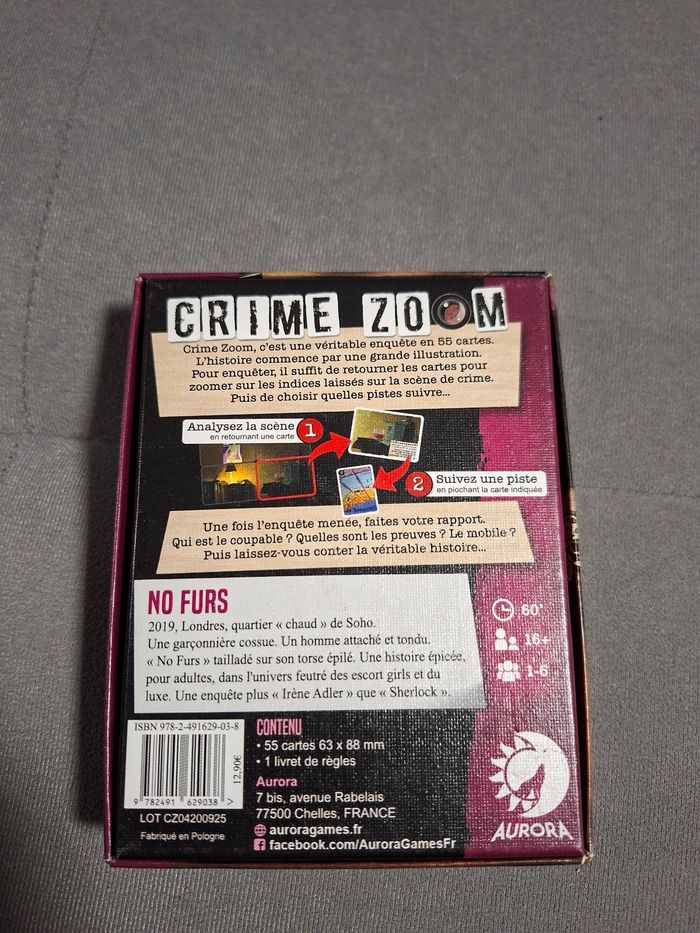 CRIME ZOOM
Crime Zoom, c'est une véritable enquête en 55 cartes.
L'histoire commence par une grande illustration.
Pour enquêter, il suffit de retourner les cartes pour
zoomer sur les indices laissés sur la scène de crime.
Puis de choisir quelles pistes suivre...
Analysez la scène
en retournant une carte
1
2
Suivez une piste
en piochant la carte indiquée
Une fois l'enquête menée, faites votre rapport.
Qui est le coupable ? Quelles sont les preuves ? Le mobile ?
Puis laissez-vous conter la véritable histoire...
NO FURS
2019, Londres, quartier « chaud » de Soho.
Une garçonnière cossue. Un homme attaché et tondu.
« No Furs » tailladé sur son torse épilé. Une histoire épicée,
pour adultes, dans l'univers feutré des escort girls et du
luxe. Une enquête plus « Irène Adler » que « Sherlock ».
60'
16+
1-6
ISBN 978-2-491629-03-8
9 782491 629038 >
12,90€
LOT CZ04200925
Fabriqué en Pologne
CONTENU
• 55 cartes 63 x 88 mm
• 1 livret de règles
Aurora
7 bis, avenue Rabelais
77500 Chelles, FRANCE
auroragames.fr
facebook.com/AuroraGamesFr
AURORA